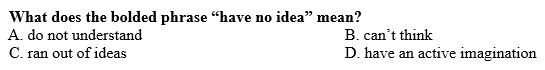 What does the bolded phrase “have no idea” mean?
A. do not understand B. can’t think
C. ran out of ideas D. have an active imagination